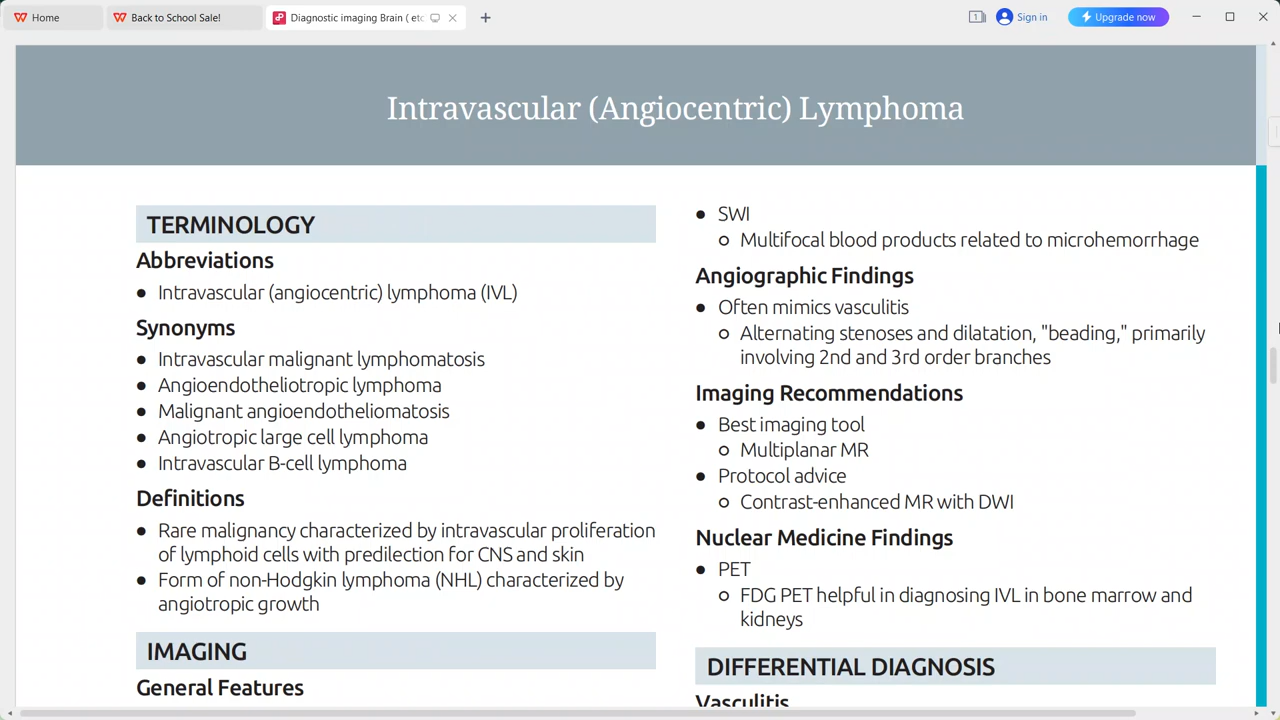 Home
Back to School Sale!
Diagnostic imaging Brain ( etc
1
Sign in
Upgrade now
Intravascular (Angiocentric) Lymphoma
TERMINOLOGY
Abbreviations
● Intravascular (angiocentric) lymphoma (IVL)
Synonyms
● Intravascular malignant lymphomatosis
● Angioendotheliotropic lymphoma
● Malignant angioendotheliomatosis
● Angiotropic large cell lymphoma
● Intravascular B-cell lymphoma
Definitions
● Rare malignancy characterized by intravascular proliferation
of lymphoid cells with predilection for CNS and skin
● Form of non-Hodgkin lymphoma (NHL) characterized by
angiotropic growth
IMAGING
General Features
● SWI
○ Multifocal blood products related to microhemorrhage
Angiographic Findings
● Often mimics vasculitis
○ Alternating stenoses and dilatation, "beading," primarily
involving 2nd and 3rd order branches
Imaging Recommendations
● Best imaging tool
○ Multiplanar MR
● Protocol advice
○ Contrast-enhanced MR with DWI
Nuclear Medicine Findings
● PET
○ FDG PET helpful in diagnosing IVL in bone marrow and
kidneys
DIFFERENTIAL DIAGNOSIS
Vasculitis